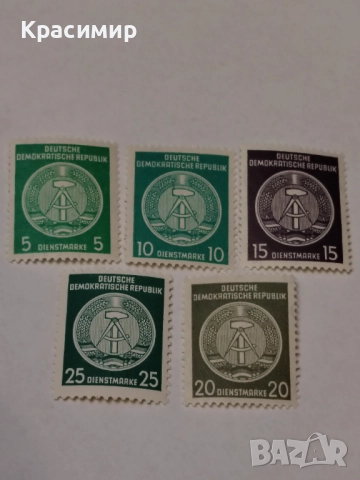 Красимир
DEUTSCHE
DEMOKRATISCHE REPUBLIK
5 5
DIENSTMARKE
DEUTSCHE
DEMOKRATISCHE REPUBLIK
10 10
DIENSTMARKE
DEUTSCHE
DEMOKRATISCHE REPUBLIK
15 15
DIENSTMARKE
DEUTSCHE
DEMOKRATISCHE REPUBLIK
25 25
DIENSTMARKE
DEUTSCHE
DEMOKRATISCHE REPUBLIK
20 20
DIENSTMARKE
BAZAR